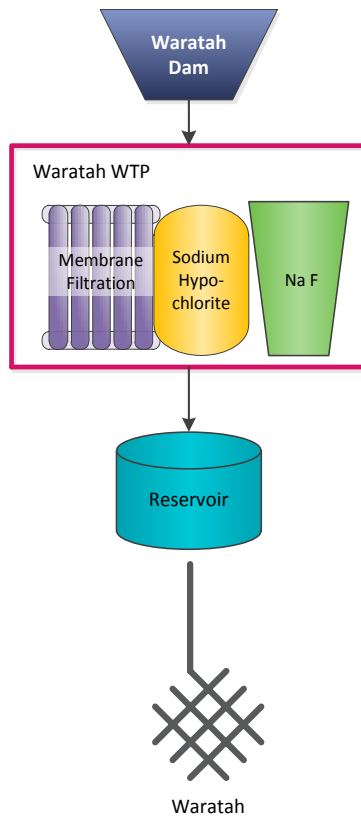 Waratah
Dam
Waratah WTP
Membrane
Filtration
Sodium
Hypo-
chlorite
Na F
Reservoir
Waratah